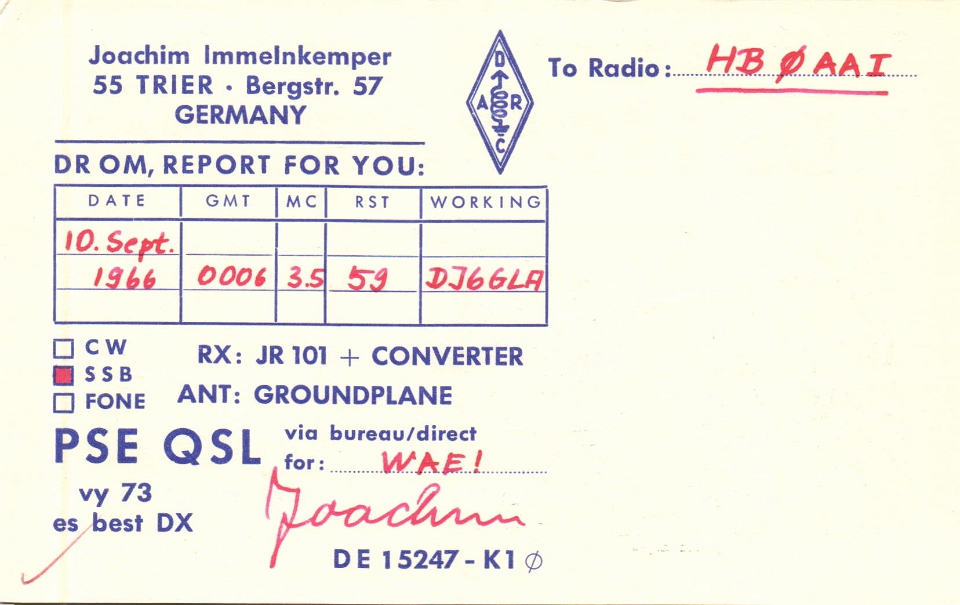 Joachim Immelnkemper
55 TRIER · Bergstr. 57
GERMANY
D
A R
C
To Radio: HB Ø AAI
DR OM, REPORT FOR YOU:
DATE GMT MC RST WORKING
10. Sept.
1966 0006 3.5 59 DJ6GLA
CW
SSB
FONE
RX: JR 101 + CONVERTER
ANT: GROUNDPLANE
PSE QSL via bureau/direct
for: WAE!
vy 73
es best DX
Joachim
DE 15247 - K1Ø